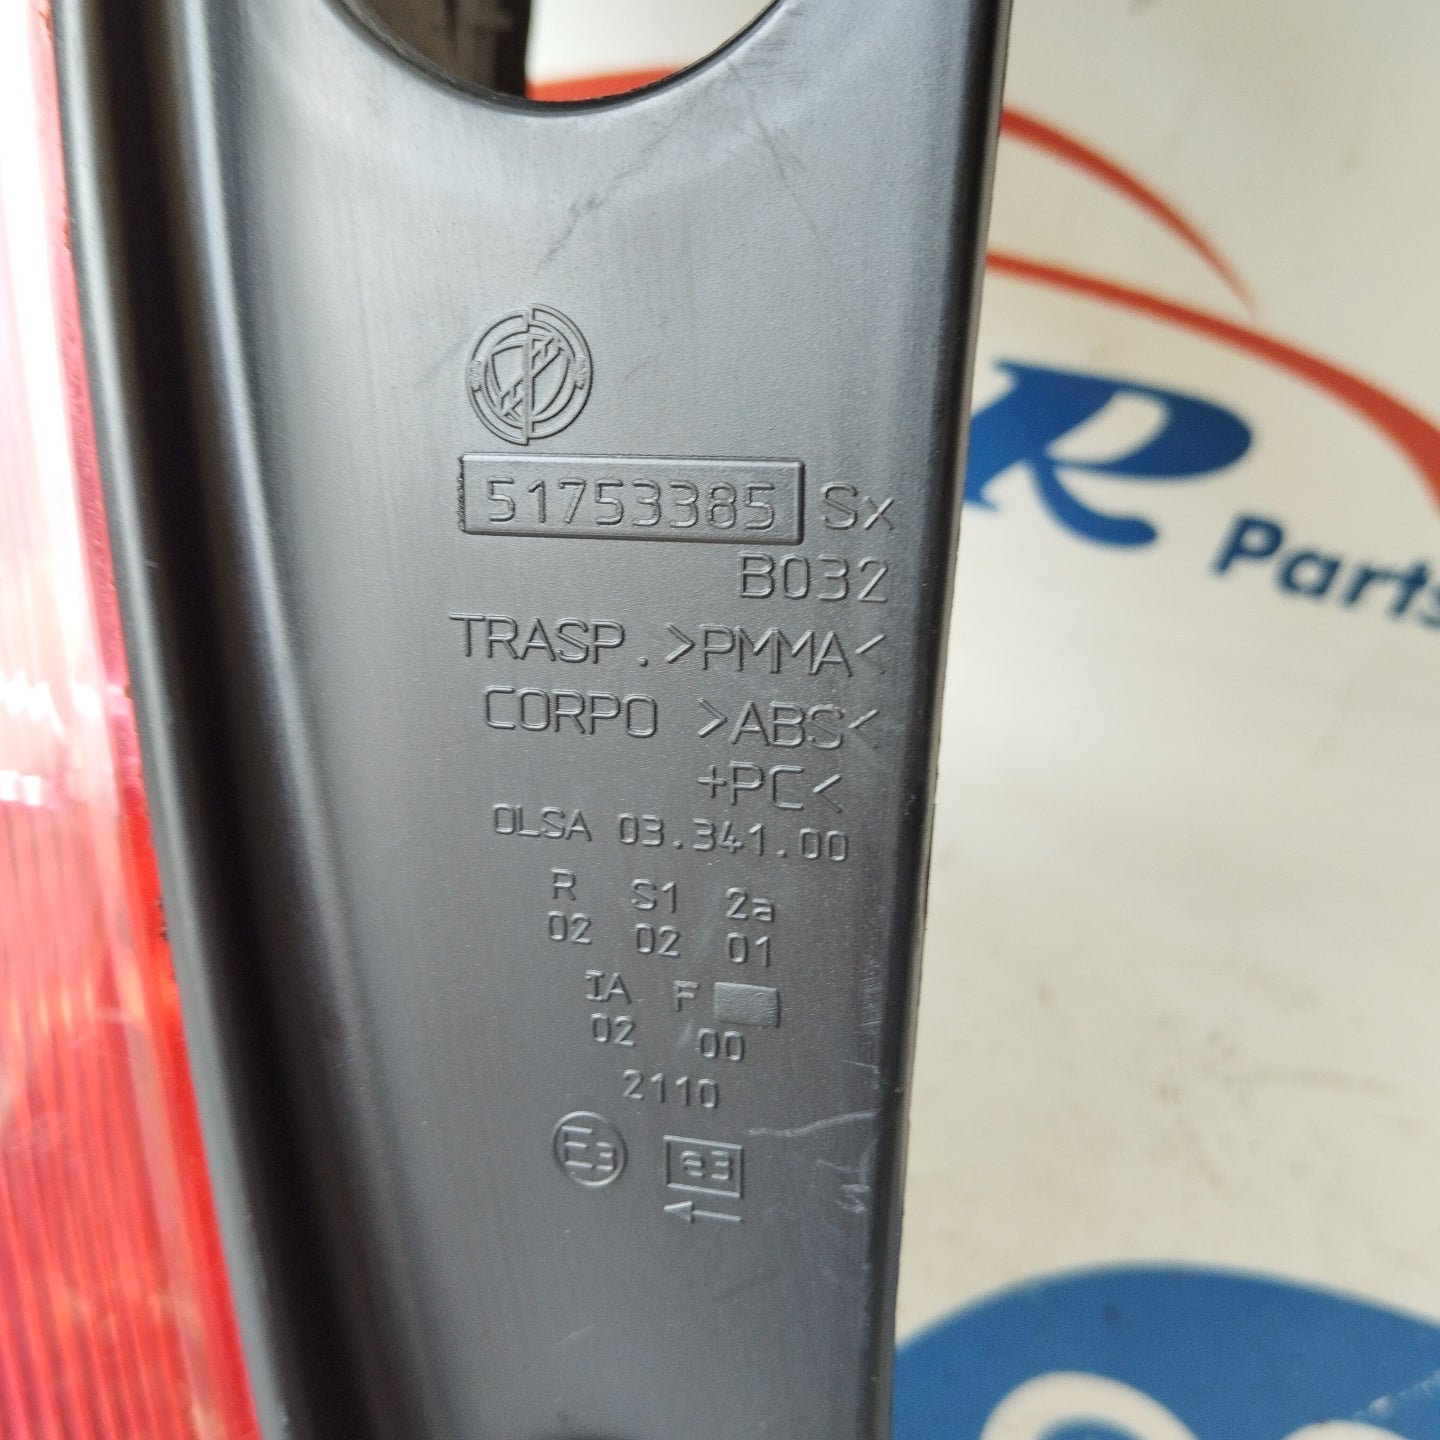 51753385 Sx
B032
TRASP. >PMMA<
CORPO >ABS<
+PC<
OLSA 03.341.00
R S1 2a
02 02 01
IA F
02 00
2110
E3 e3
←
R
Parts